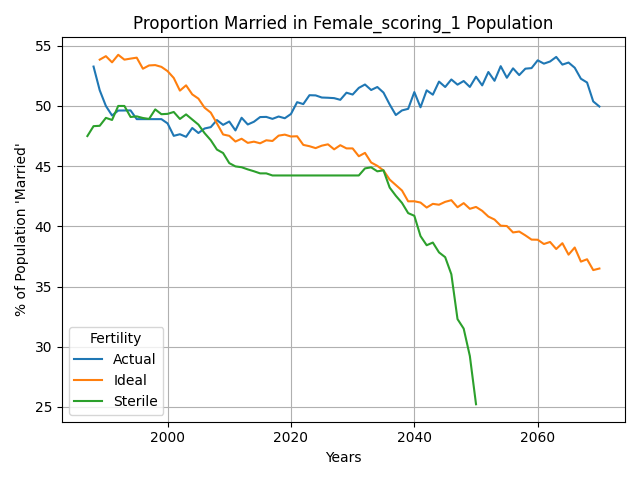 Proportion Married in Female_scoring_1 Population
% of Population 'Married'
55
50
45
40
35
30
25
Fertility
Actual
Ideal
Sterile
2000 2020 2040 2060
Years